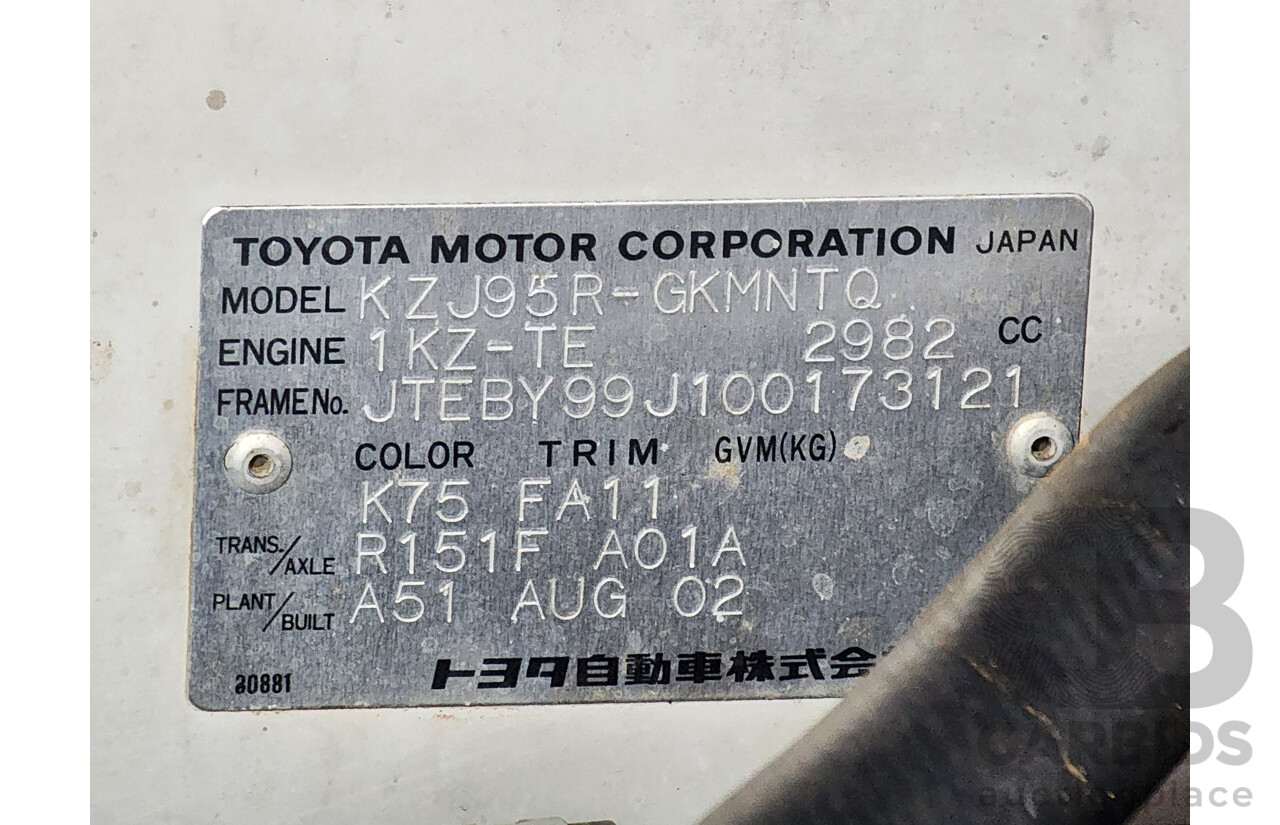 TOYOTA MOTOR CORPORATION JAPAN
MODEL KZJ95R-GKMNTQ
ENGINE 1KZ-TE 2982 CC
FRAME No. JTEBY99J100173121
COLOR TRIM GVM(KG)
K75 FA11
TRANS./AXLE R151F A01A
PLANT/BUILT A51 AUG 02
トヨタ自動車株式会
30881